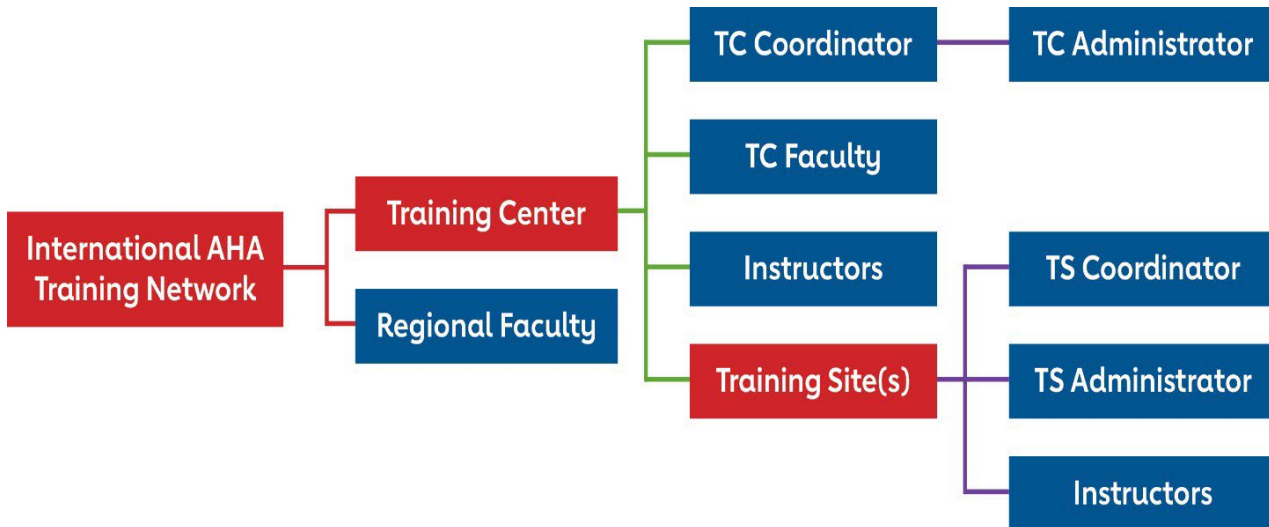 International AHA
Training Network
Training Center
Regional Faculty
TC Coordinator
TC Administrator
TC Faculty
Instructors
Training Site(s)
TS Coordinator
TS Administrator
Instructors